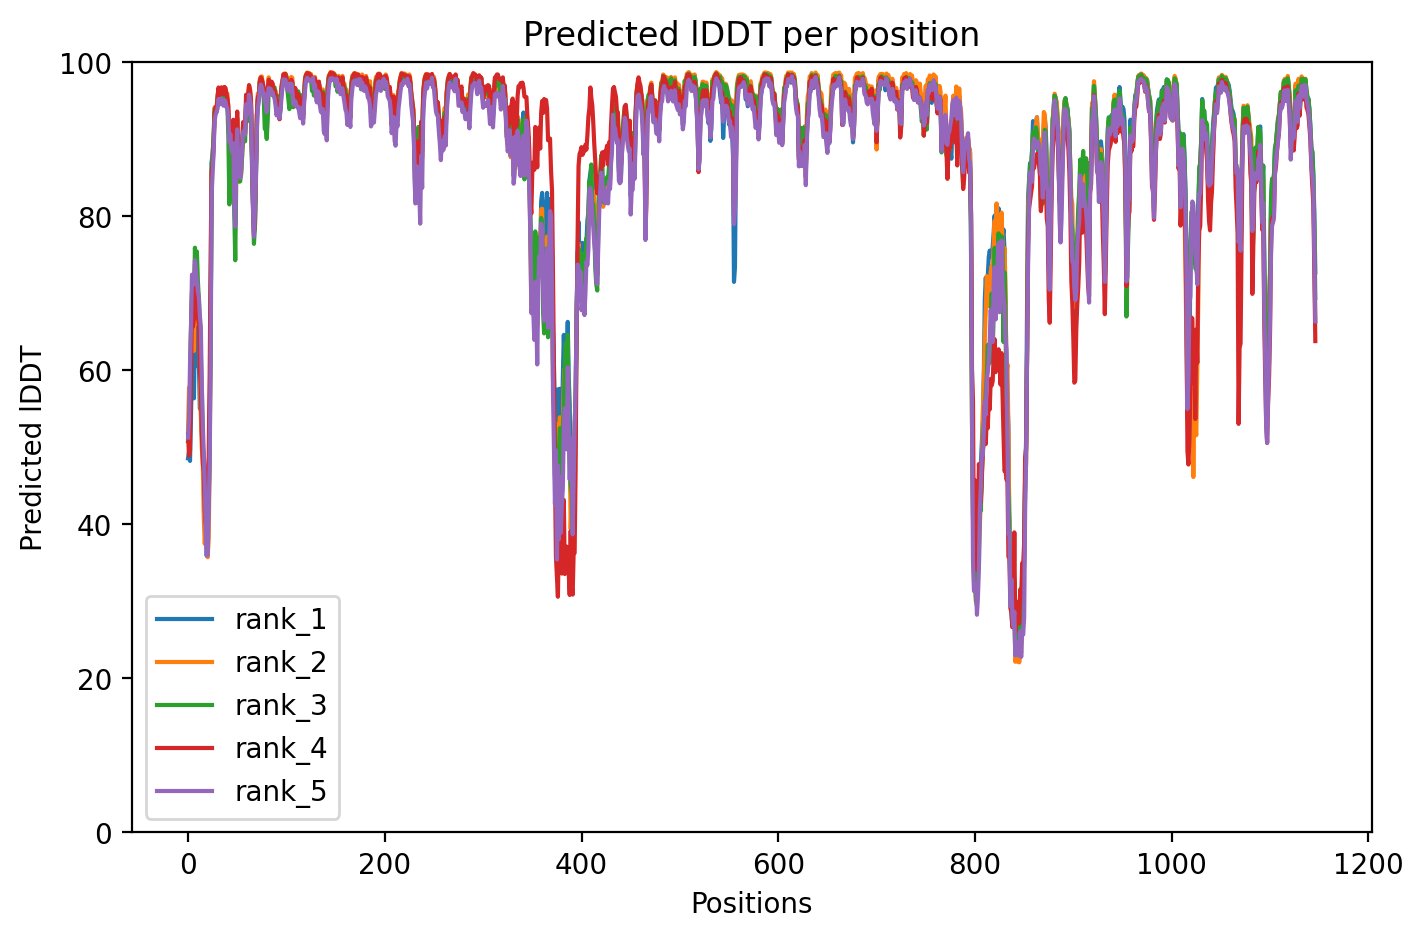 Predicted lDDT per position
100
80
60
40
20
0
Predicted lDDT
rank_1
rank_2
rank_3
rank_4
rank_5
0 200 400 600 800 1000 1200
Positions